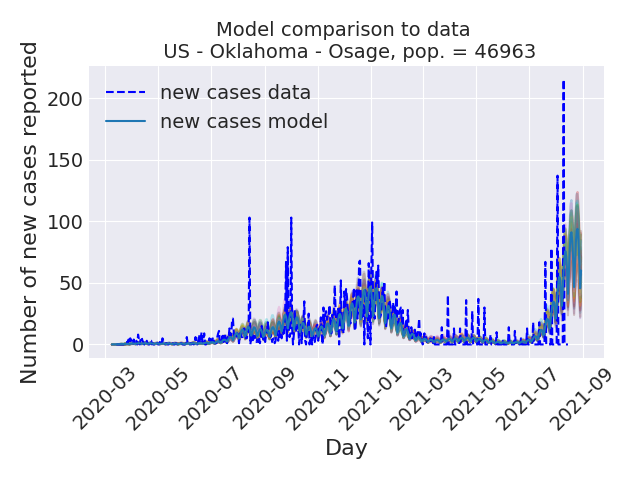 Model comparison to data
US - Oklahoma - Osage, pop. = 46963
Number of new cases reported
200
150
100
50
0
new cases data
new cases model
2020-03
2020-05
2020-07
2020-09
2020-11
2021-01
2021-03
2021-05
2021-07
2021-09
Day